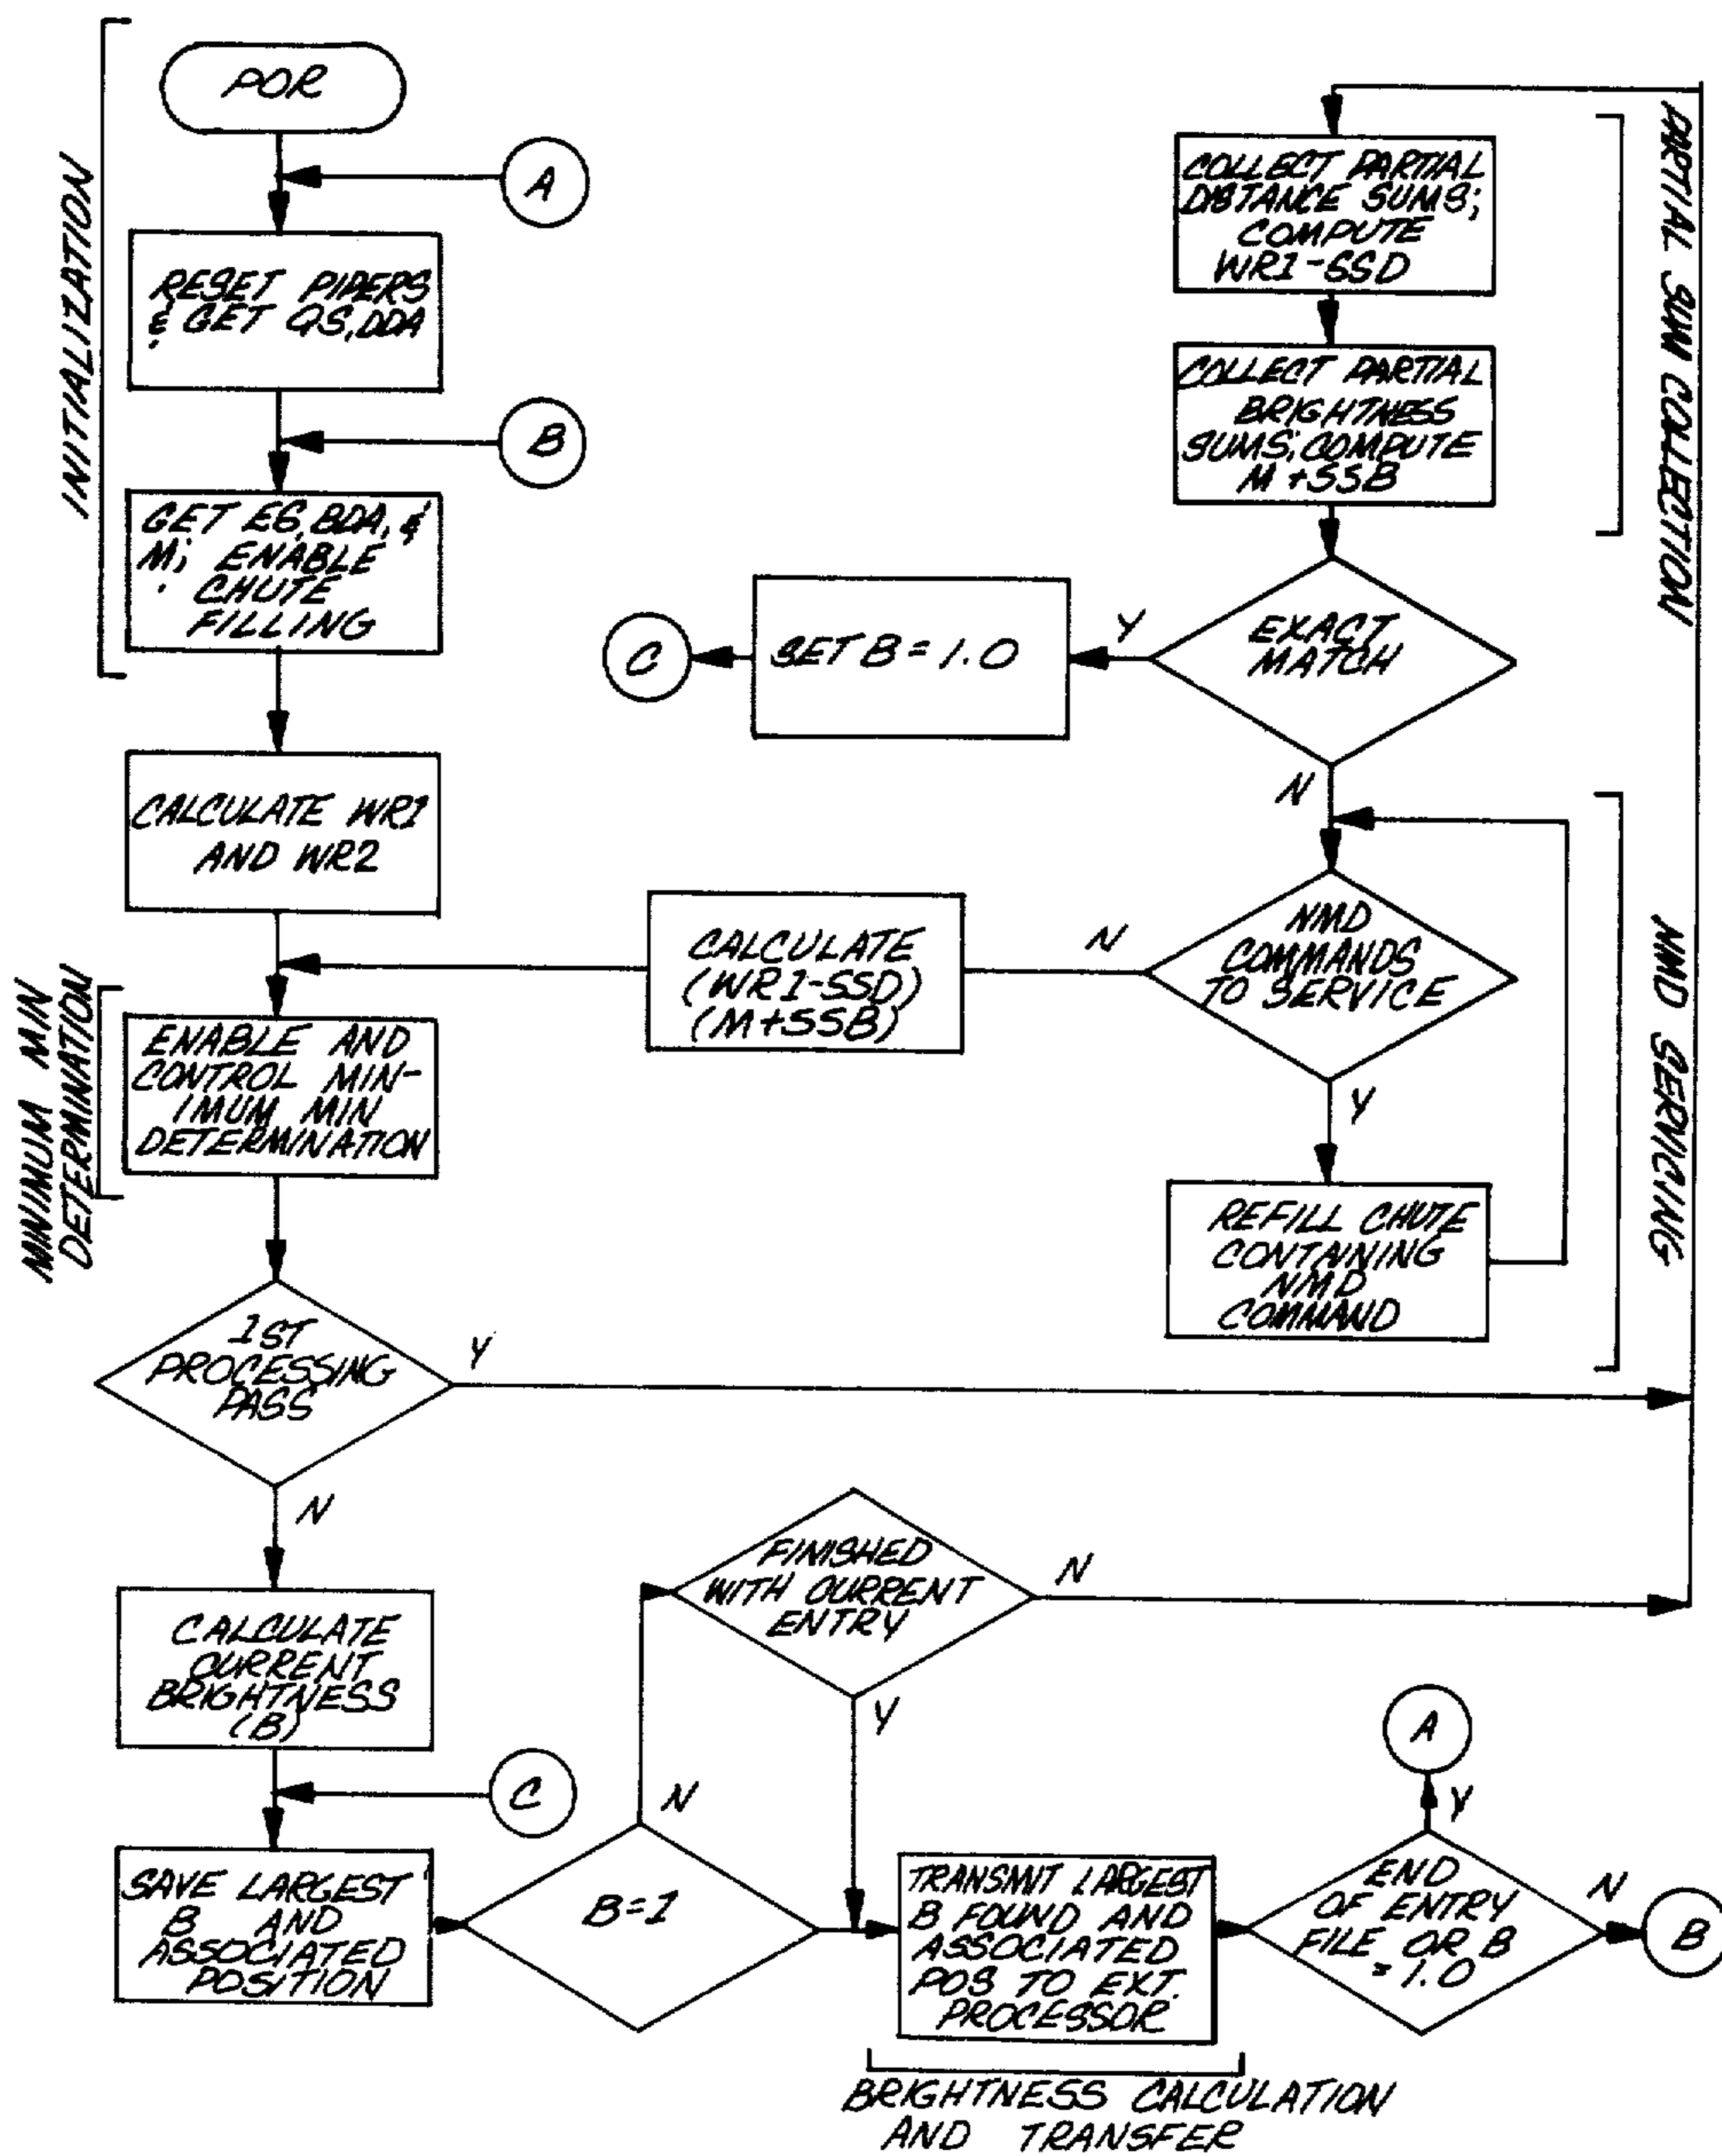 INITIALIZATION
POR
A
RESET PIPERS
& GET QS, DDA
B
GET ES, BDA, &
M; ENABLE
CHUTE
FILLING
CALCULATE WR1
AND WR2
MINIMUM MIN
DETERMINATION
ENABLE AND
CONTROL MIN-
IMUM MIN
DETERMINATION
1ST
PROCESSING
PASS
Y
N
CALCULATE
CURRENT
BRIGHTNESS
(B)
C
SAVE LARGEST
B AND
ASSOCIATED
POSITION
B=1
N
FINISHED
WITH CURRENT
ENTRY
N
Y
TRANSMIT LARGEST
B FOUND AND
ASSOCIATED
POS TO EXT.
PROCESSOR
BRIGHTNESS CALCULATION
AND TRANSFER
END
OF ENTRY
FILE OR B
= 1.0
Y
A
N
B
PARTIAL SUM COLLECTION
COLLECT PARTIAL
DISTANCE SUMS;
COMPUTE
WR1-SSD
COLLECT PARTIAL
BRIGHTNESS
SUMS; COMPUTE
M+SSB
EXACT
MATCH
Y
SET B = 1.0
C
N
NMD SERVICING
NMD
COMMANDS
TO SERVICE
N
CALCULATE
(WR1-SSD)
(M+SSB)
Y
REFILL CHUTE
CONTAINING
NMD
COMMAND